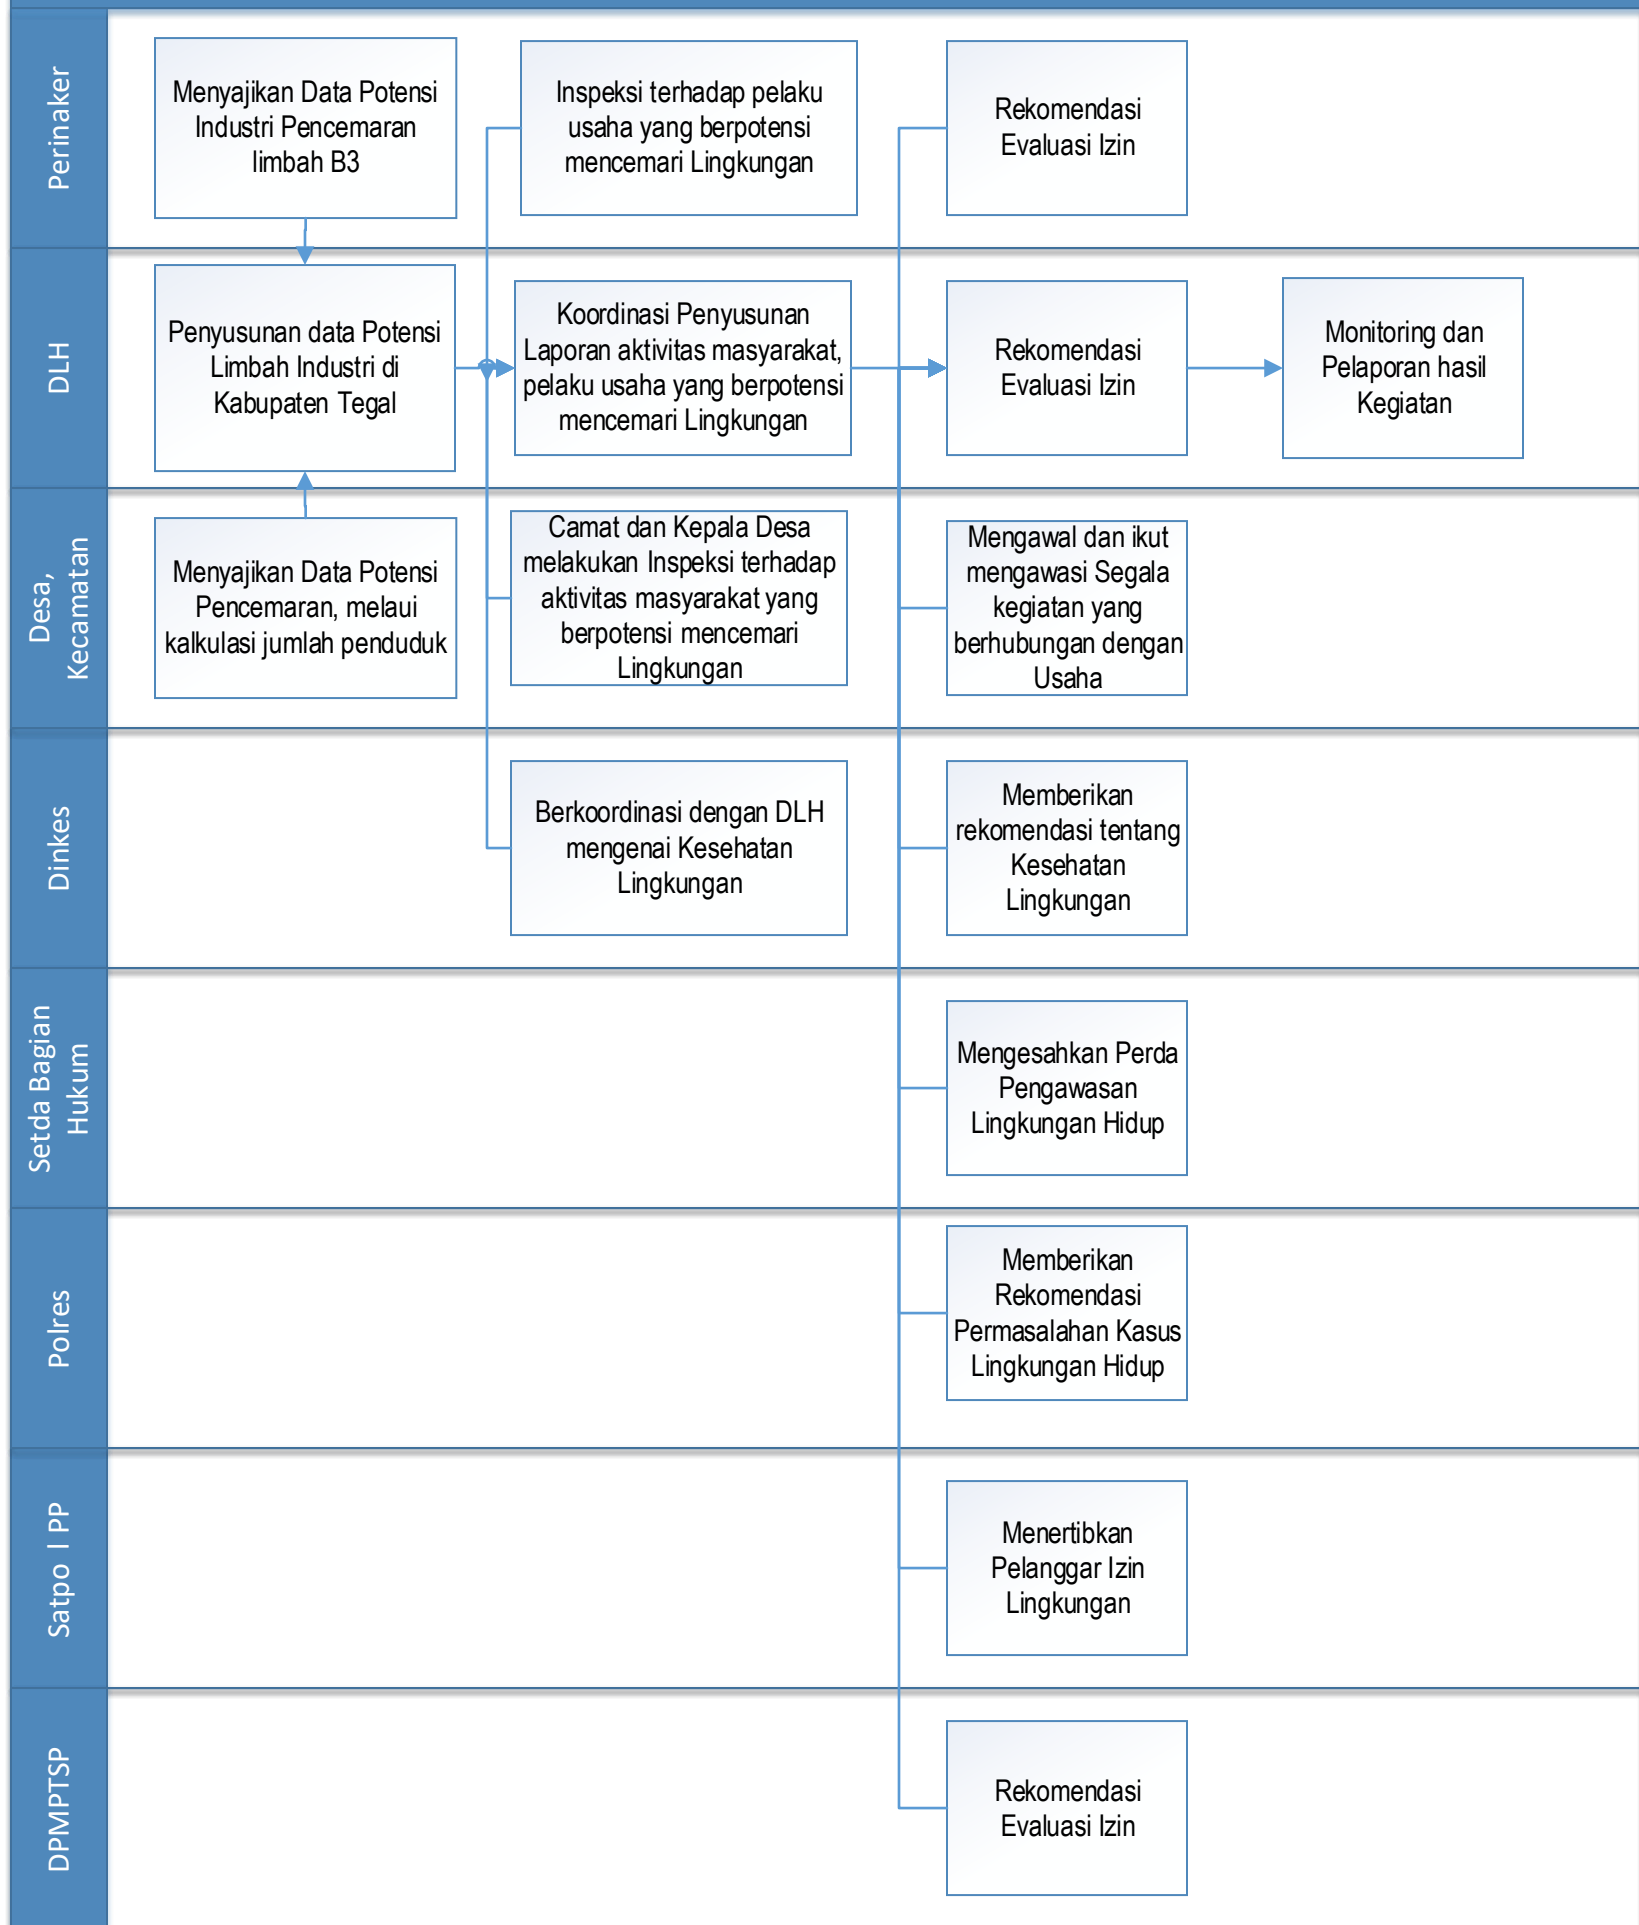 Perinaker
Menyajikan Data Potensi
Industri Pencemaran
limbah B3
Inspeksi terhadap pelaku
usaha yang berpotensi
mencemari Lingkungan
Rekomendasi
Evaluasi Izin
DLH
Penyusunan data Potensi
Limbah Industri di
Kabupaten Tegal
Koordinasi Penyusunan
Laporan aktivitas masyarakat,
pelaku usaha yang berpotensi
mencemari Lingkungan
Rekomendasi
Evaluasi Izin
Monitoring dan
Pelaporan hasil
Kegiatan
Desa,
Kecamatan
Menyajikan Data Potensi
Pencemaran, melaui
kalkulasi jumlah penduduk
Camat dan Kepala Desa
melakukan Inspeksi terhadap
aktivitas masyarakat yang
berpotensi mencemari
Lingkungan
Mengawal dan ikut
mengawasi Segala
kegiatan yang
berhubungan dengan
Usaha
Dinkes
Berkoordinasi dengan DLH
mengenai Kesehatan
Lingkungan
Memberikan
rekomendasi tentang
Kesehatan
Lingkungan
Setda Bagian
Hukum
Mengesahkan Perda
Pengawasan
Lingkungan Hidup
Polres
Memberikan
Rekomendasi
Permasalahan Kasus
Lingkungan Hidup
Satpo l PP
Menertibkan
Pelanggar Izin
Lingkungan
DPMPTSP
Rekomendasi
Evaluasi Izin